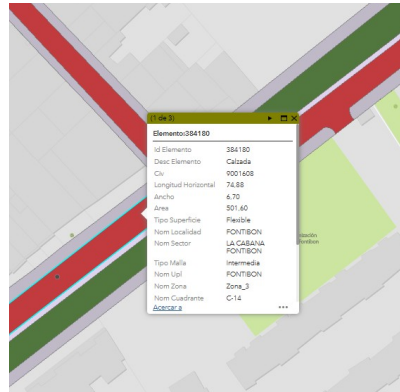 (1 de 3)
Elemento:384180
Id Elemento 384180
Desc Elemento Calzada
Civ 9001608
Longitud Horizontal 74.88
Ancho 6,70
Area 501.60
Tipo Superficie Flexible
Nom Localidad FONTIBON
Nom Sector LA CABANA
FONTIBON
Tipo Malla Intermedia
Nom Upl FONTIBON
Nom Zona Zona_3
Nom Cuadrante C-14
Acercar a